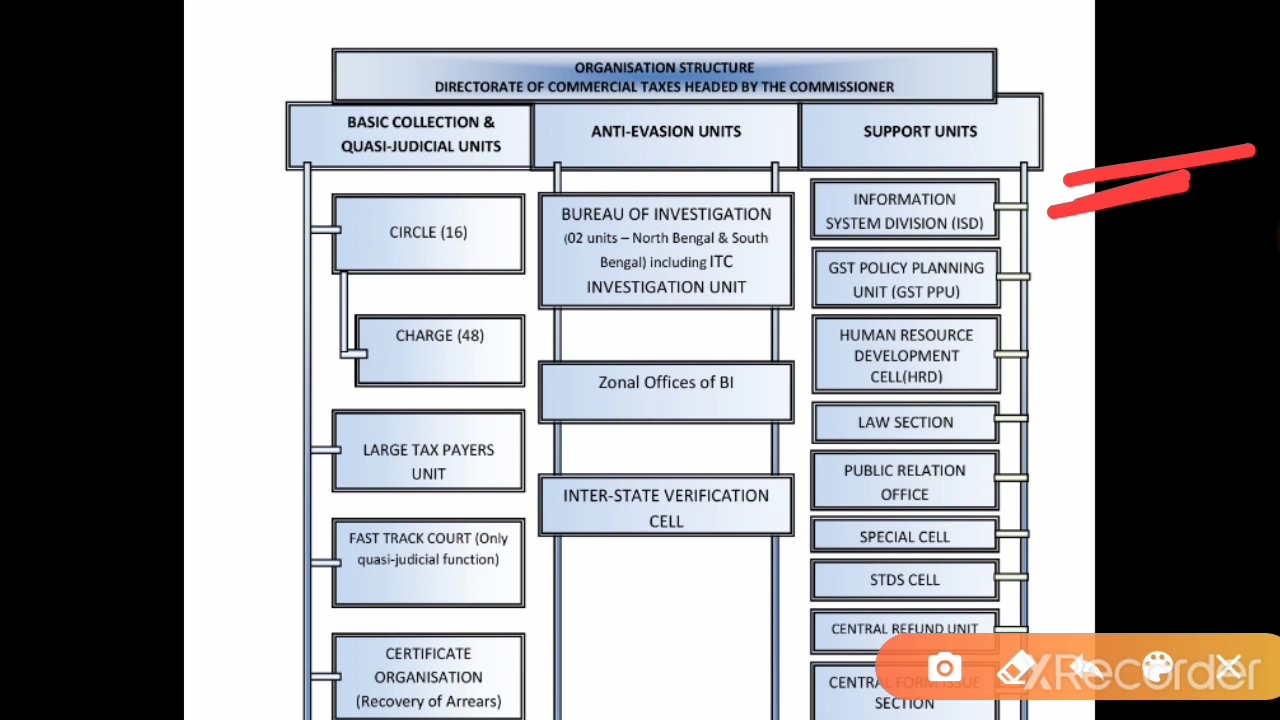 ORGANISATION STRUCTURE
DIRECTORATE OF COMMERCIAL TAXES HEADED BY THE COMMISSIONER
BASIC COLLECTION &
QUASI-JUDICIAL UNITS
CIRCLE (16)
CHARGE (48)
LARGE TAX PAYERS
UNIT
FAST TRACK COURT (Only
quasi-judicial function)
CERTIFICATE
ORGANISATION
(Recovery of Arrears)
ANTI-EVASION UNITS
BUREAU OF INVESTIGATION
(02 units – North Bengal & South
Bengal) including ITC
INVESTIGATION UNIT
Zonal Offices of BI
INTER-STATE VERIFICATION
CELL
SUPPORT UNITS
INFORMATION
SYSTEM DIVISION (ISD)
GST POLICY PLANNING
UNIT (GST PPU)
HUMAN RESOURCE
DEVELOPMENT
CELL(HRD)
LAW SECTION
PUBLIC RELATION
OFFICE
SPECIAL CELL
STDS CELL
CENTRAL REFUND UNIT
CENTRAL FORM ISSUE
SECTION
XRecorder